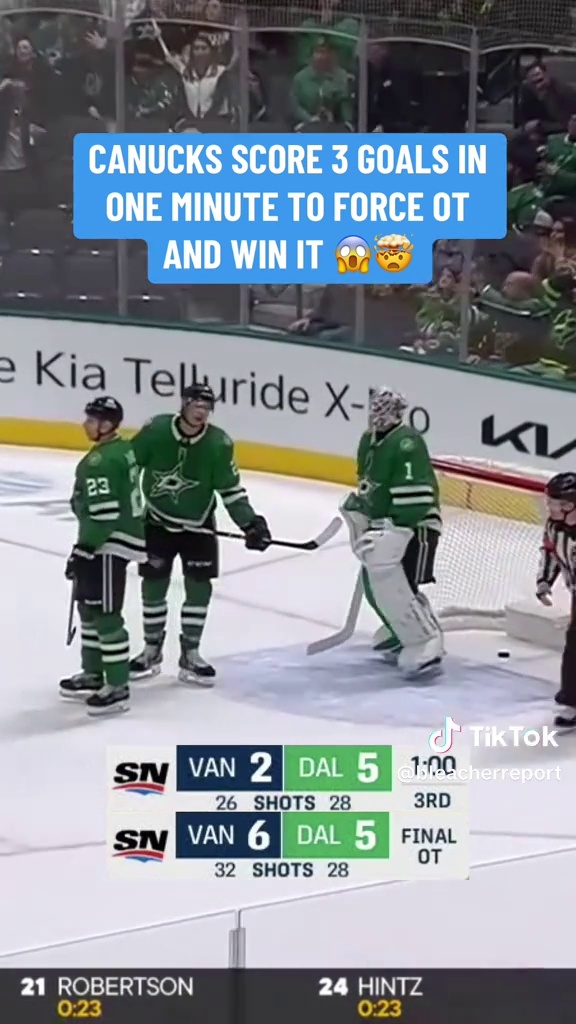 CANUCKS SCORE 3 GOALS IN
ONE MINUTE TO FORCE OT
AND WIN IT 😱🤯
e Kia Telluride X-Pro
KIA
23
1
TikTok
@bleacherreport
SN VAN 2 DAL 5 1:00
26 SHOTS 28 3RD
SN VAN 6 DAL 5 FINAL
OT
32 SHOTS 28
21 ROBERTSON 24 HINTZ
0:23 0:23